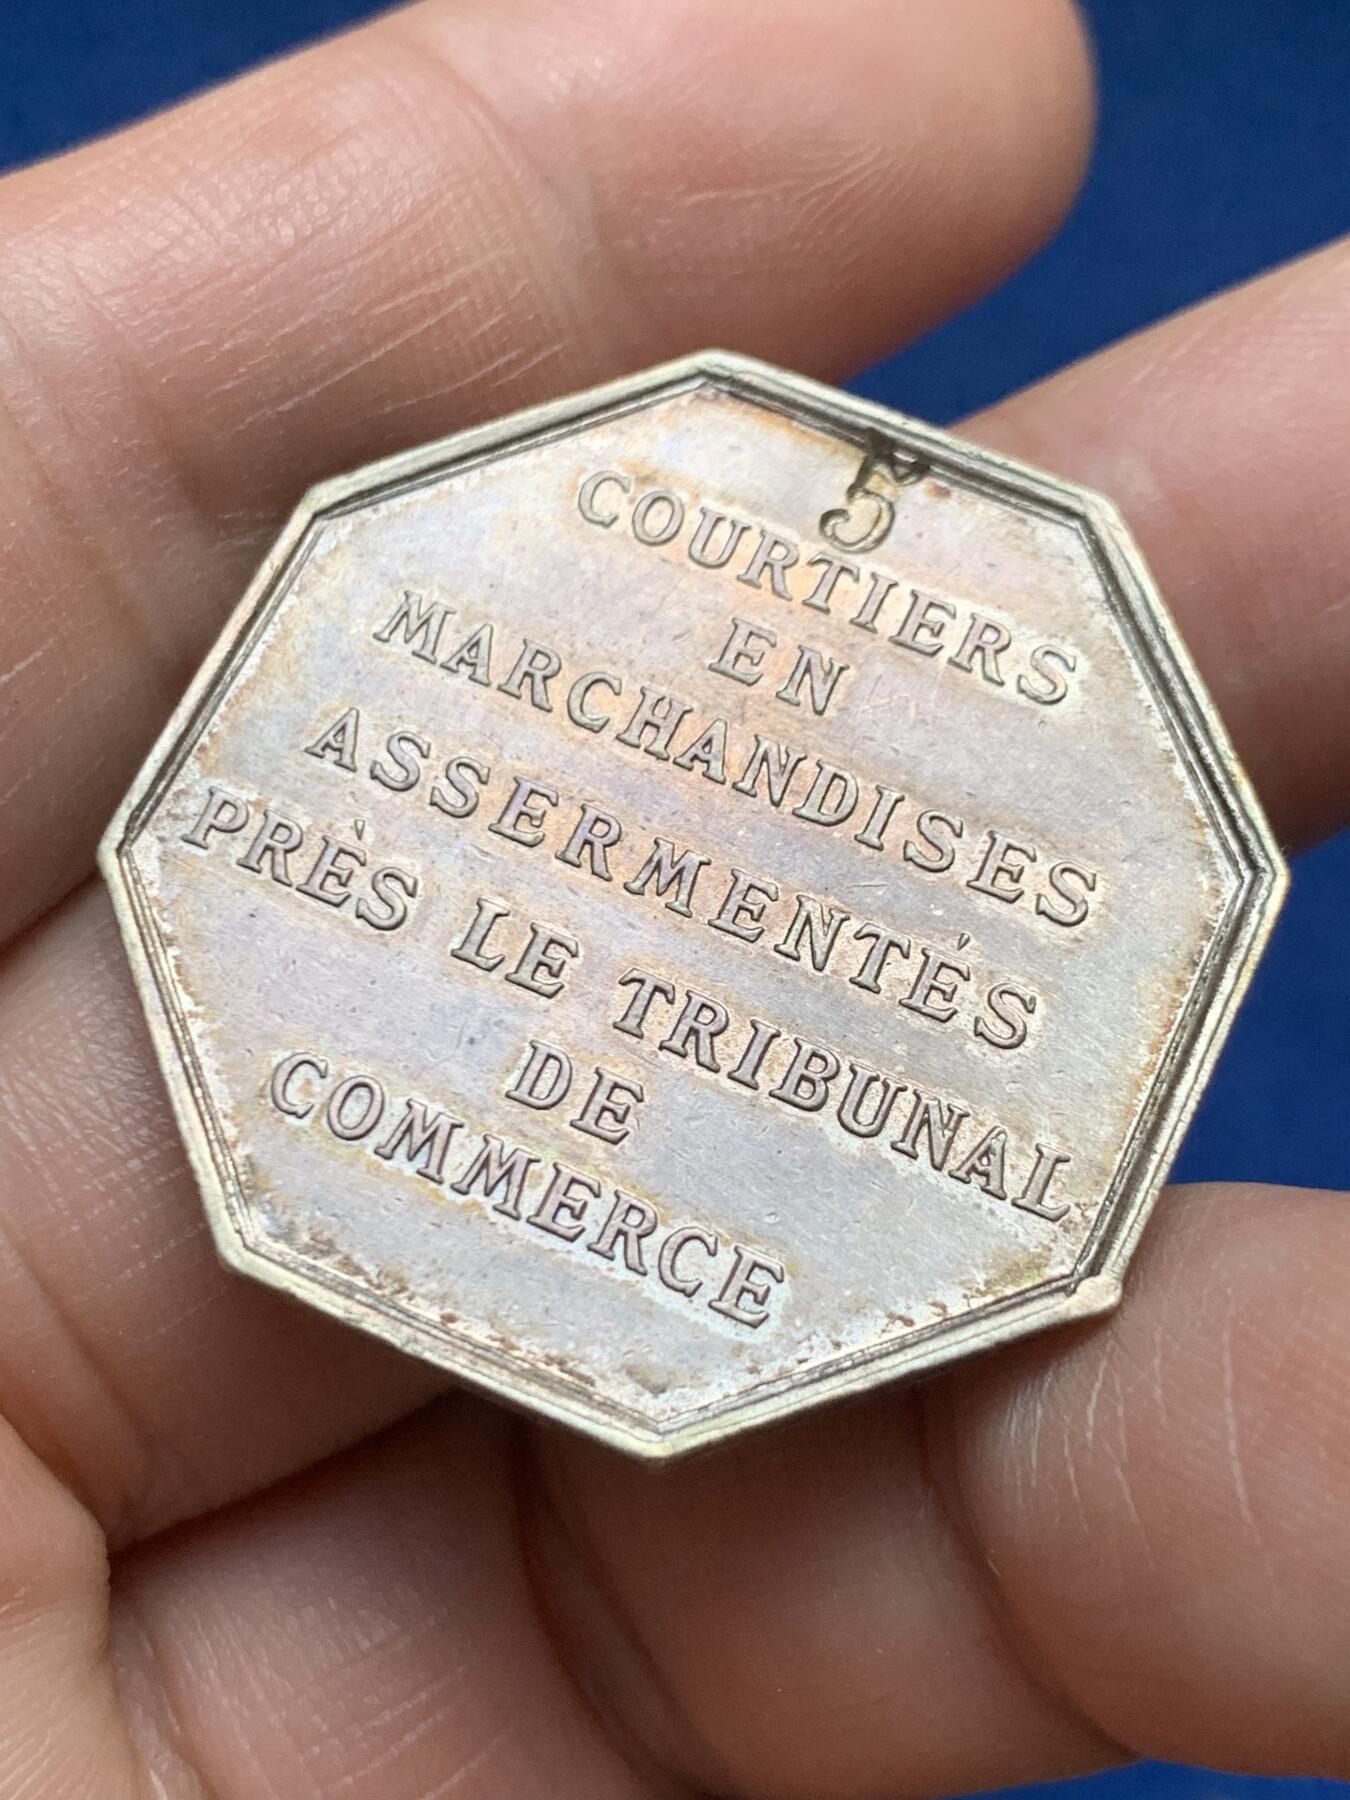 5
COURTIERS
EN
MARCHANDISES
ASSERMENTÉS
PRÈS LE TRIBUNAL
DE
COMMERCE